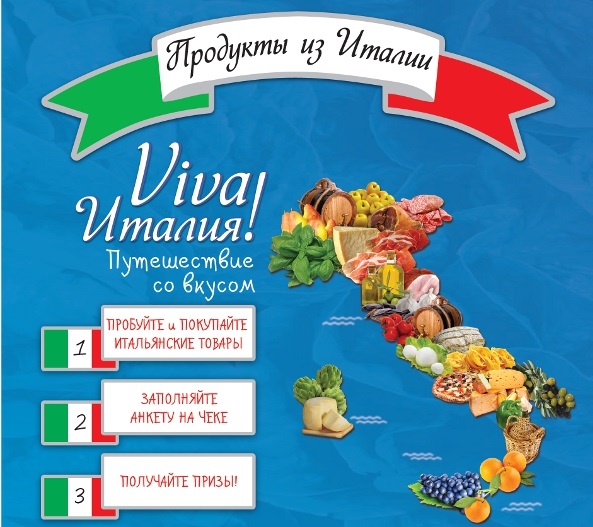 Продукты из Италии
Viva
Италия!
Путешествие
со вкусом
1
ПРОБУЙТЕ и ПОКУПАЙТЕ
ИТАЛЬЯНСКИЕ ТОВАРЫ
2
ЗАПОЛНЯЙТЕ
АНКЕТУ НА ЧЕКЕ
3
ПОЛУЧАЙТЕ ПРИЗЫ!